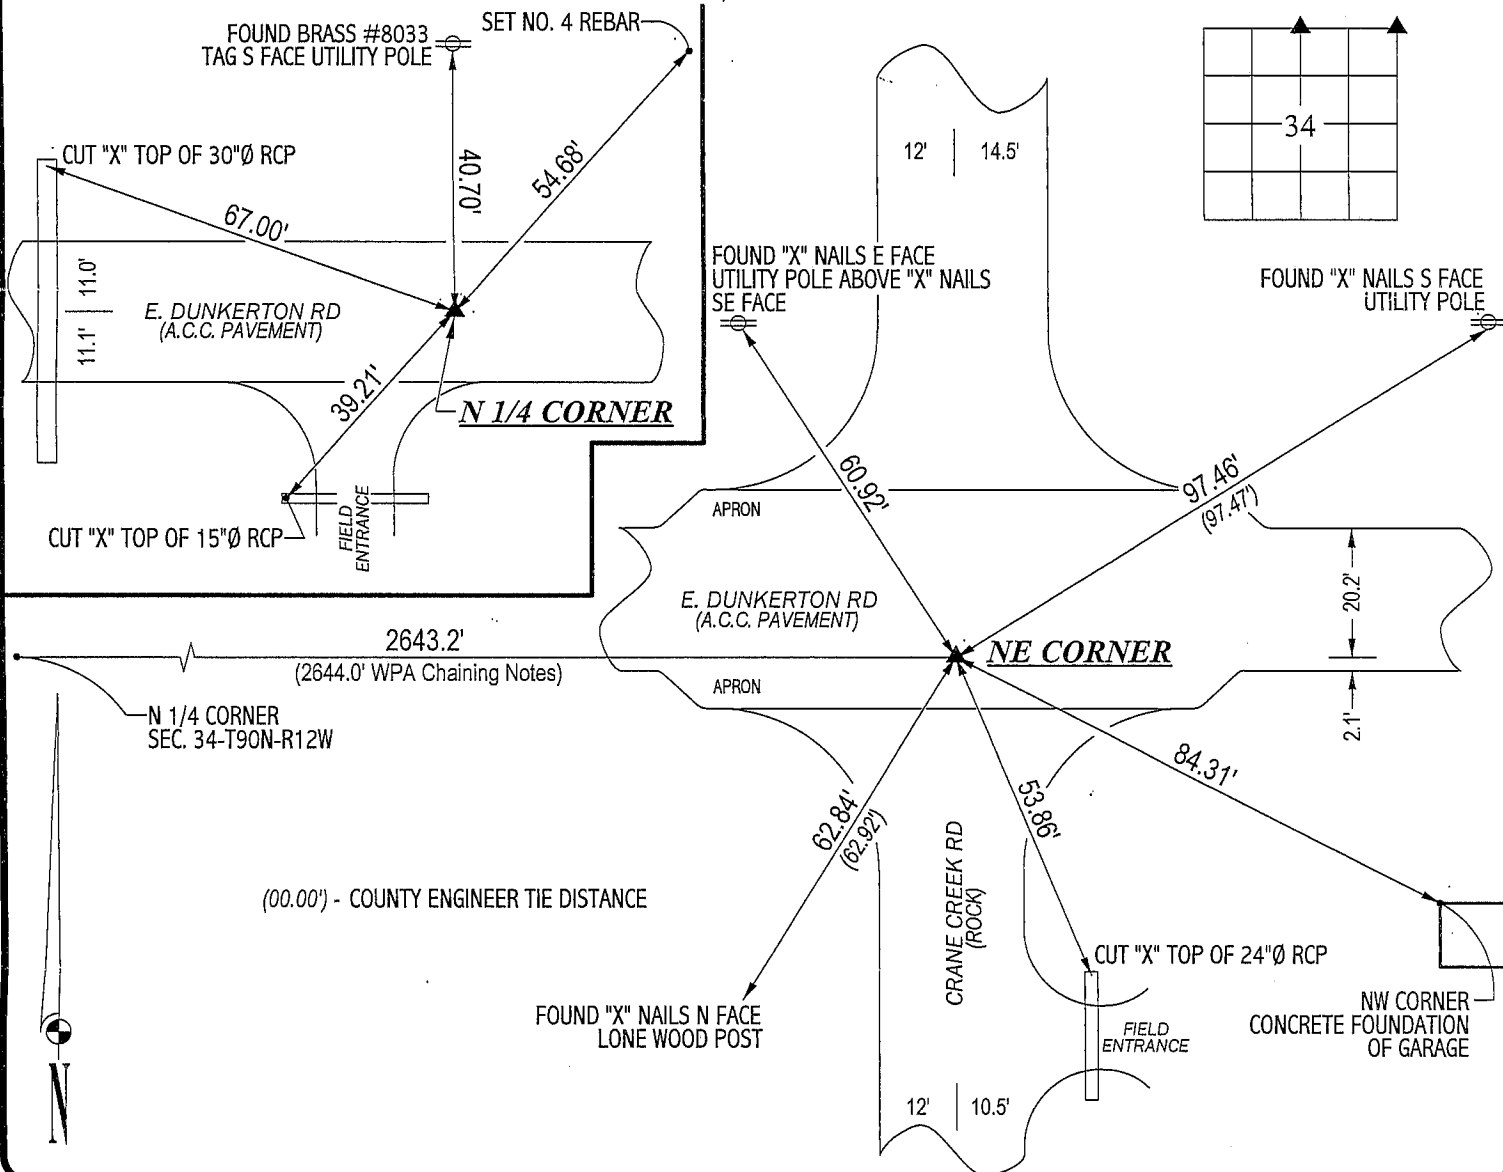 FOUND BRASS #8033
TAG S FACE UTILITY POLE
SET NO. 4 REBAR
CUT "X" TOP OF 30"Ø RCP
40.70'
54.68'
67.00'
11.0'
11.1'
E. DUNKERTON RD
(A.C.C. PAVEMENT)
39.21'
N 1/4 CORNER
CUT "X" TOP OF 15"Ø RCP
FIELD
ENTRANCE
12'
14.5'
34
FOUND "X" NAILS E FACE
UTILITY POLE ABOVE "X" NAILS
SE FACE
FOUND "X" NAILS S FACE
UTILITY POLE
60.92'
97.46'
(97.47')
APRON
E. DUNKERTON RD
(A.C.C. PAVEMENT)
20.2'
2643.2'
(2644.0' WPA Chaining Notes)
NE CORNER
APRON
2.1'
N 1/4 CORNER
SEC. 34-T90N-R12W
84.31'
62.84'
(62.92')
53.86'
CRANE CREEK RD
(ROCK)
(00.00') - COUNTY ENGINEER TIE DISTANCE
CUT "X" TOP OF 24"Ø RCP
FOUND "X" NAILS N FACE
LONE WOOD POST
FIELD
ENTRANCE
NW CORNER
CONCRETE FOUNDATION
OF GARAGE
N
12'
10.5'